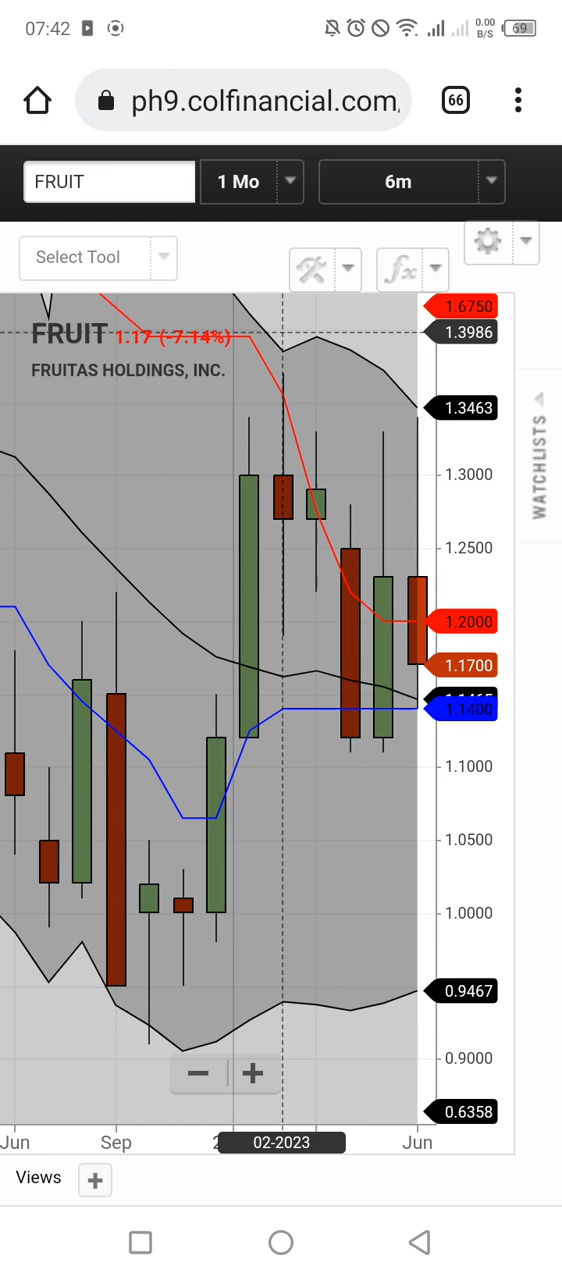 07:42
0.00
B/S
69
ph9.colfinancial.com,
66
FRUIT
1 Mo
6m
Select Tool
fx
1.6750
FRUIT 1.17 (-7.14%)
1.3986
FRUITAS HOLDINGS, INC.
1.3463
WATCHLISTS
1.3000
1.2500
1.2000
1.1700
1.1400
1.1000
1.0500
1.0000
0.9467
0.9000
0.6358
Jun
Sep
02-2023
Jun
Views